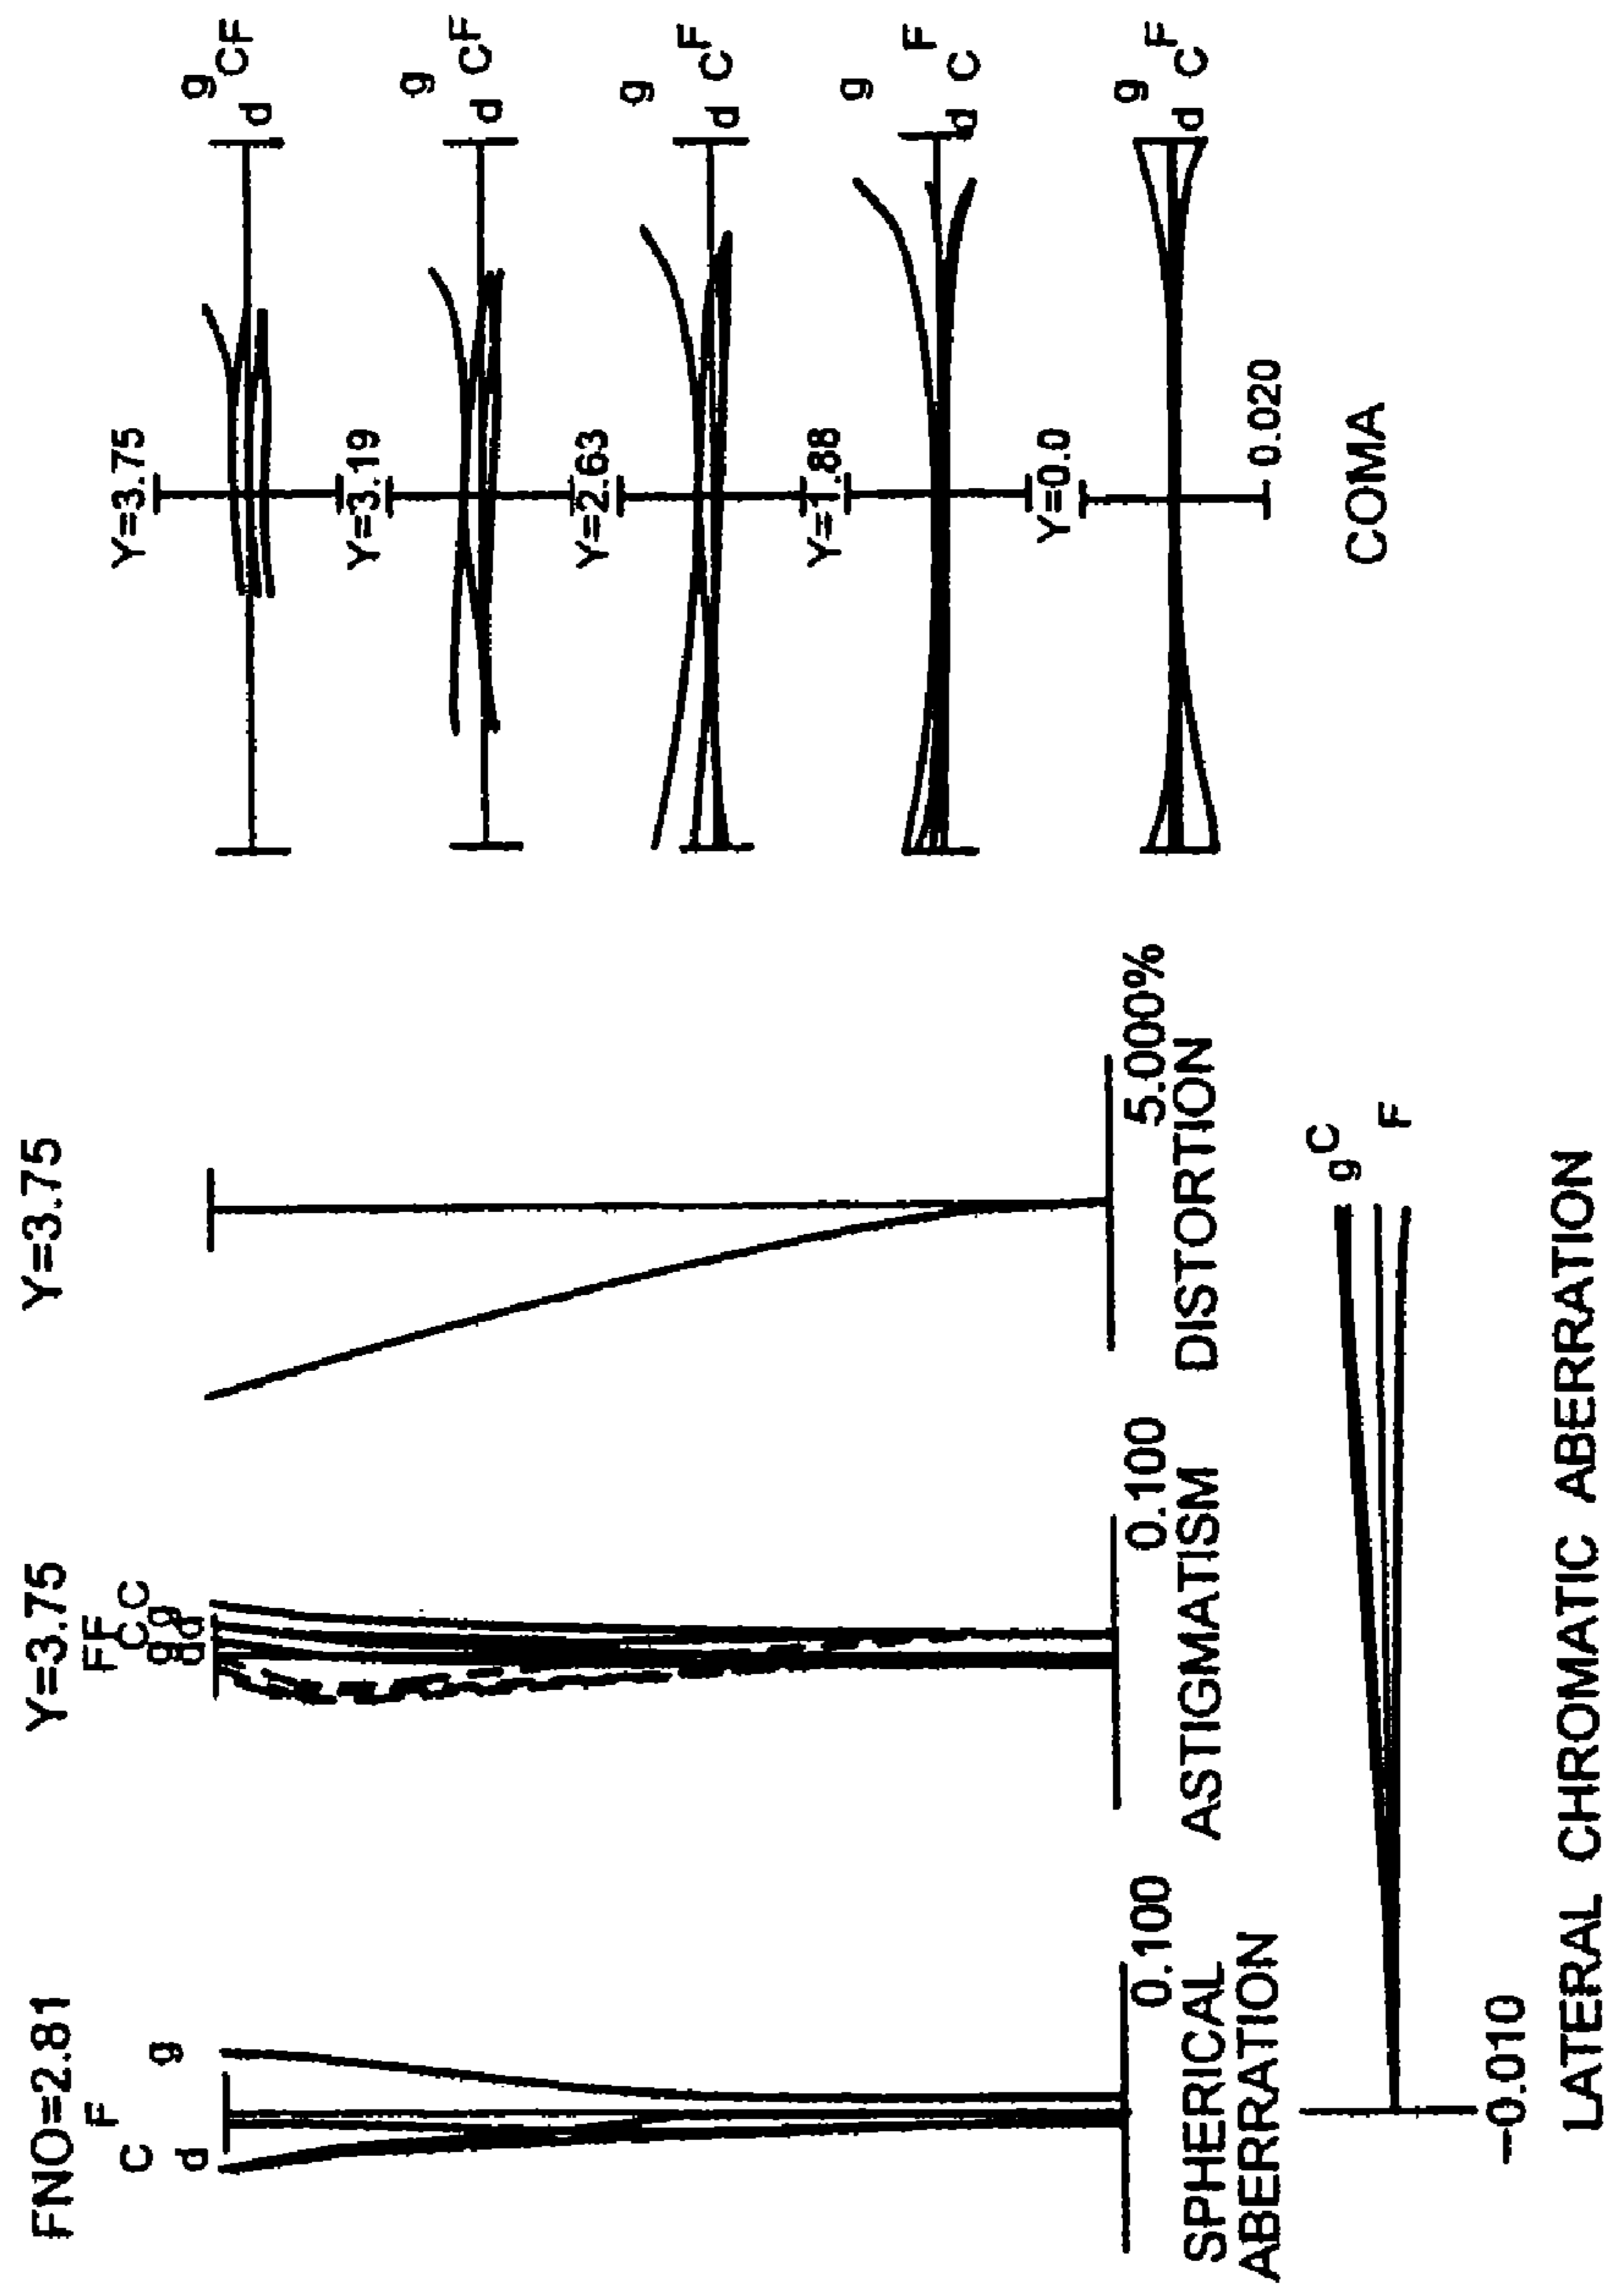 FNO=2.81
F
C
g
d
0.100
SPHERICAL
ABERRATION
Y=3.75
FF
C C
g g
d d
0.100
ASTIGMATISM
Y=3.75
5.000%
DISTORTION
Y=3.75
g
CF
d
Y=3.19
g
CF
d
Y=2.63
g
F
C
d
Y=1.88
g
F
d
C
Y=0.0
g
F
C
d
0.020
COMA
g C
F
-0.010
LATERAL CHROMATIC ABERRATION